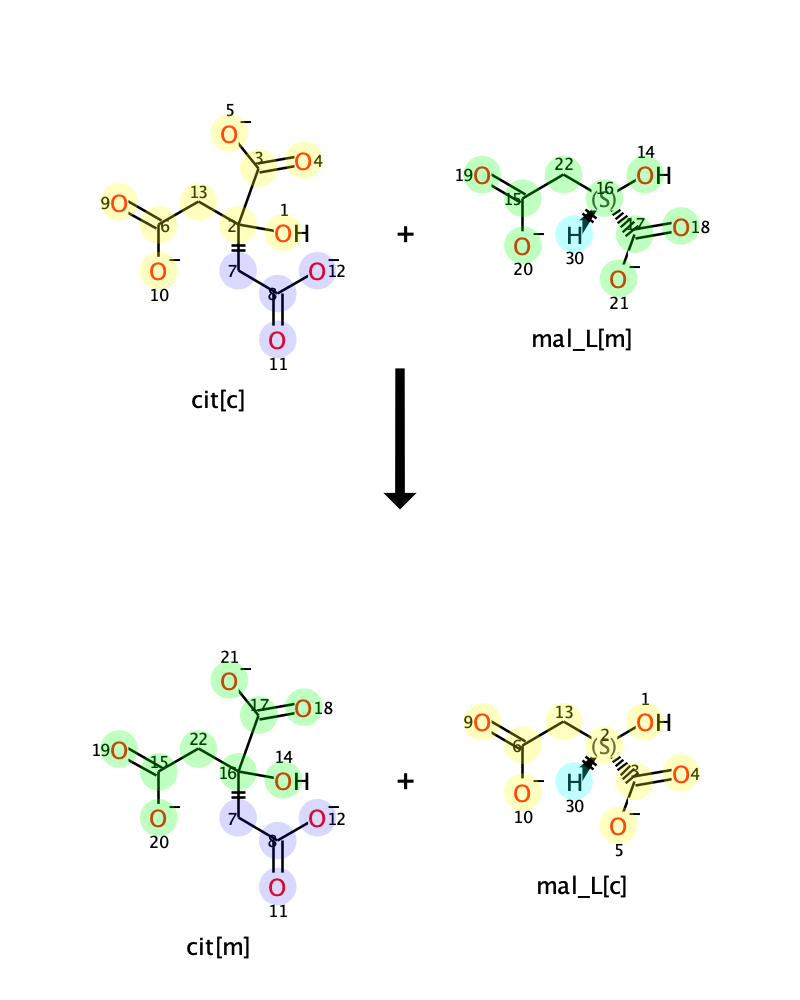 5
O−
3
O 4
9 O
13
6
2
1
OH
O−
10
7
8
O− 12
O
11
cit[c]
+
14
19 O
22
16
OH
15
(S)
17
O 18
O−
20
H
30
O−
21
mal_L[m]
21
O−
17
O 18
19 O
22
15
16
14
OH
O−
20
7
8
O− 12
O
11
cit[m]
+
1
9 O
13
2
OH
6
(S)
3
O 4
O−
10
H
30
O−
5
mal_L[c]